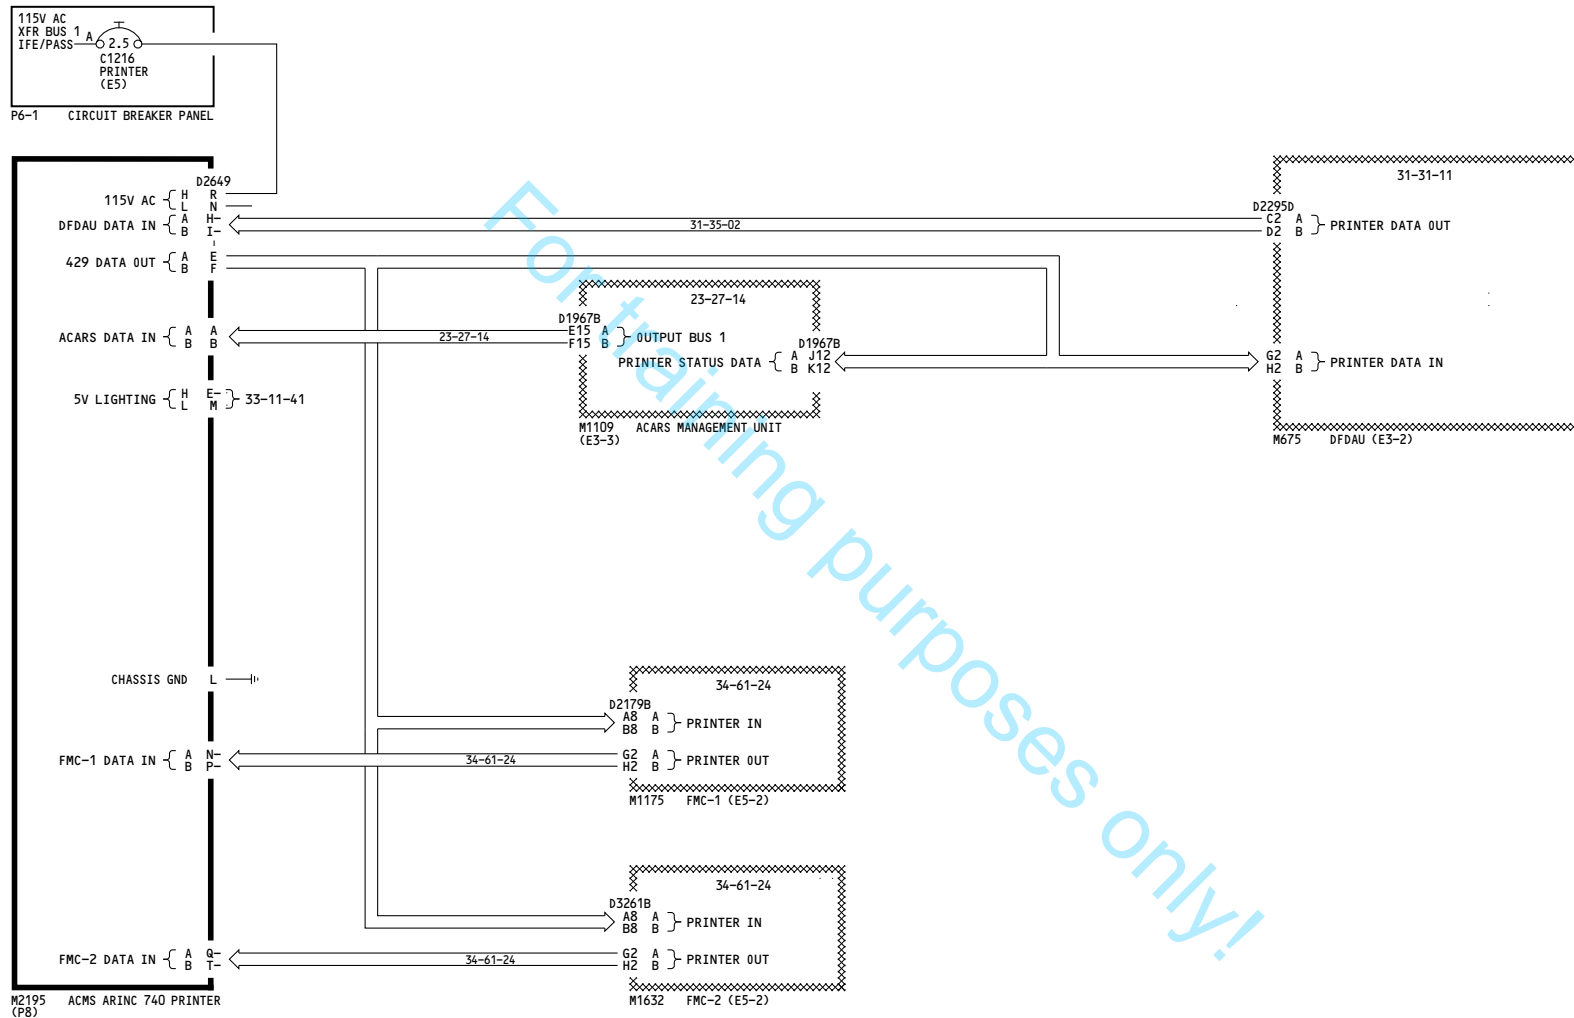 115V AC
XFR BUS 1
IFE/PASS
A
2.5
C1216
PRINTER
(E5)
P6-1 CIRCUIT BREAKER PANEL
D2649
115V AC H R
L N
DFDAU DATA IN A H-
B I-
31-35-02
429 DATA OUT A E
B F
ACARS DATA IN A A
B B
23-27-14
5V LIGHTING H E-
L M
33-11-41
CHASSIS GND L
FMC-1 DATA IN A N-
B P-
34-61-24
FMC-2 DATA IN A Q-
B T-
34-61-24
M2195 ACMS ARINC 740 PRINTER
(P8)
23-27-14
D1967B
E15 A
F15 B
OUTPUT BUS 1
D1967B
PRINTER STATUS DATA A J12
B K12
M1109 ACARS MANAGEMENT UNIT
(E3-3)
31-31-11
D2295D
C2 A
D2 B
PRINTER DATA OUT
G2 A
H2 B
PRINTER DATA IN
M675 DFDAU (E3-2)
34-61-24
D2179B
A8 A
B8 B
PRINTER IN
G2 A
H2 B
PRINTER OUT
M1175 FMC-1 (E5-2)
34-61-24
D3261B
A8 A
B8 B
PRINTER IN
G2 A
H2 B
PRINTER OUT
M1632 FMC-2 (E5-2)
For training purposes only!